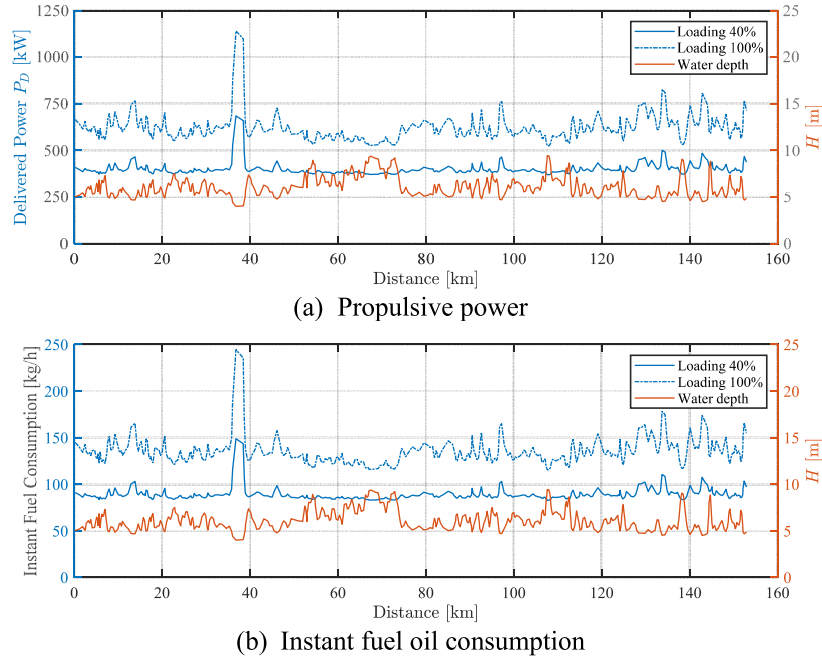 1250
1000
750
500
250
0
Delivered Power P_D [kW]
25
20
15
10
5
0
H [m]
Loading 40%
Loading 100%
Water depth
0 20 40 60 80 100 120 140 160
Distance [km]
(a) Propulsive power
250
200
150
100
50
0
Instant Fuel Consumption [kg/h]
25
20
15
10
5
0
H [m]
Loading 40%
Loading 100%
Water depth
0 20 40 60 80 100 120 140 160
Distance [km]
(b) Instant fuel oil consumption